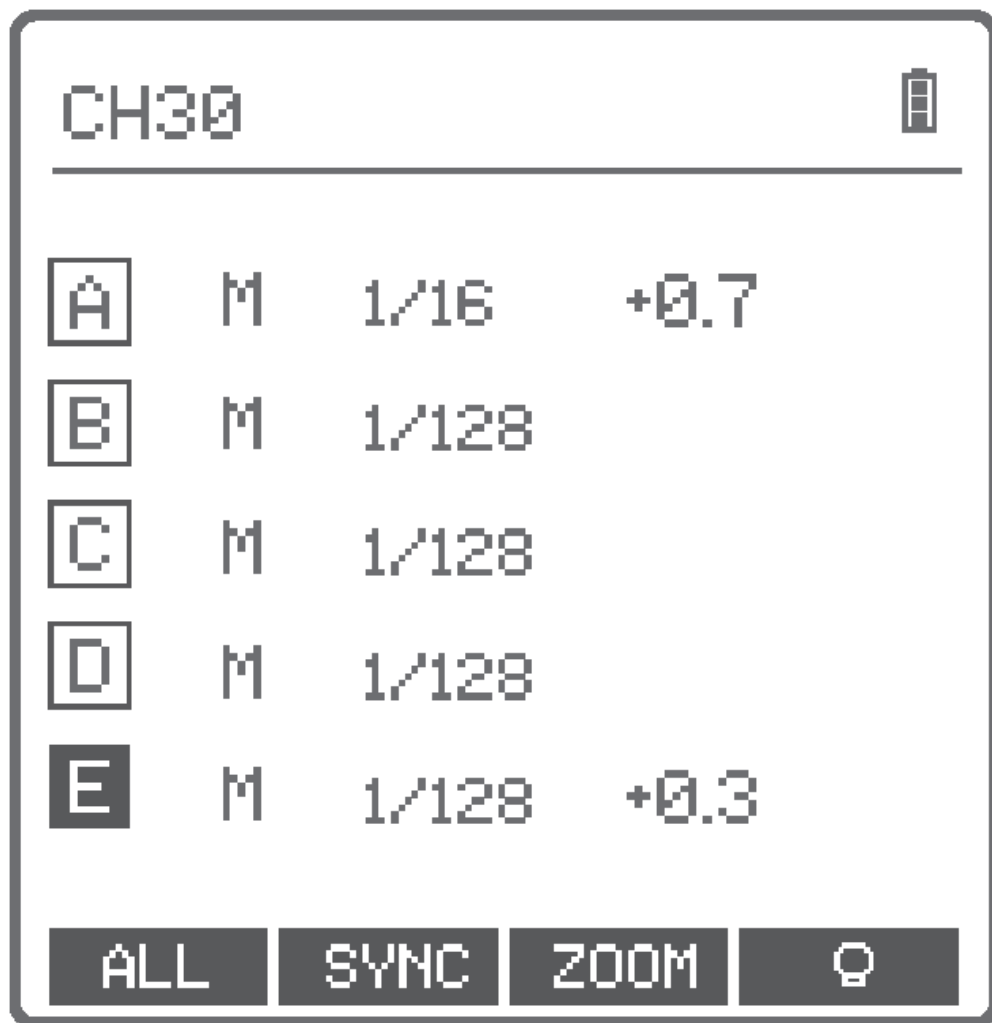 CH30
A M 1/16 +0.7
B M 1/128
C M 1/128
D M 1/128
E M 1/128 +0.3
ALL SYNC ZOOM